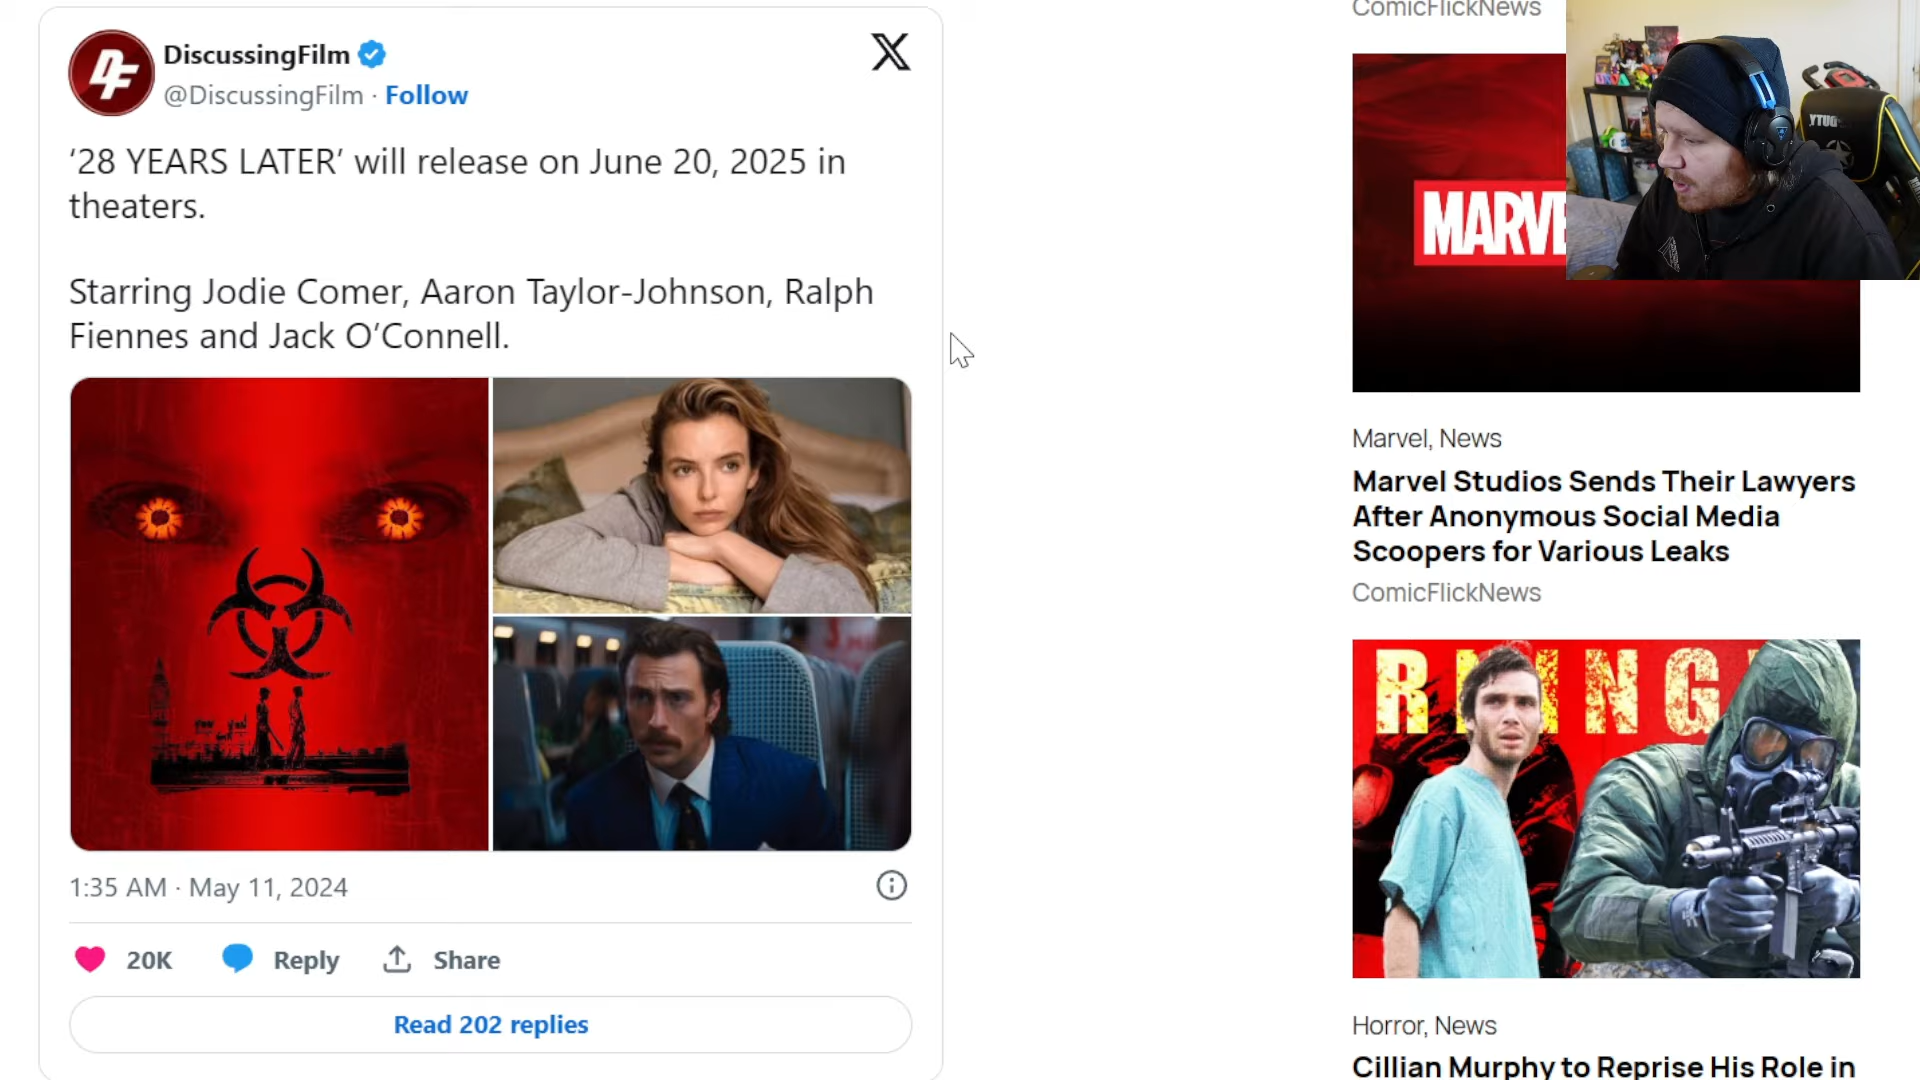 DiscussingFilm
@DiscussingFilm · Follow
‘28 YEARS LATER’ will release on June 20, 2025 in
theaters.
Starring Jodie Comer, Aaron Taylor-Johnson, Ralph
Fiennes and Jack O’Connell.
1:35 AM · May 11, 2024
20K
Reply
Share
Read 202 replies
ComicFlickNews
MARVE
Marvel, News
Marvel Studios Sends Their Lawyers
After Anonymous Social Media
Scoopers for Various Leaks
ComicFlickNews
Horror, News
Cillian Murphy to Reprise His Role in